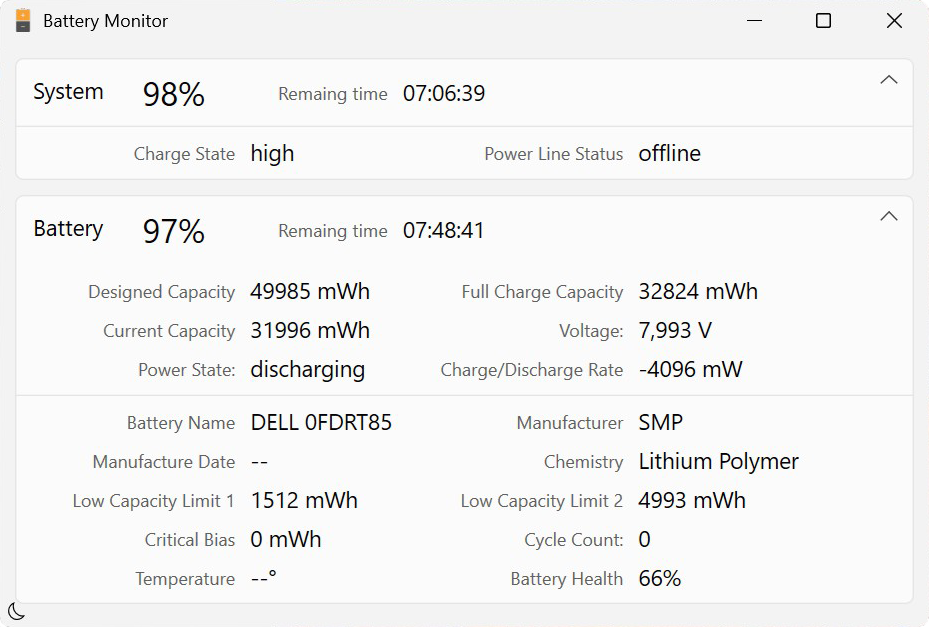 Battery Monitor
System 98% Remaing time 07:06:39
Charge State high Power Line Status offline
Battery 97% Remaing time 07:48:41
Designed Capacity 49985 mWh Full Charge Capacity 32824 mWh
Current Capacity 31996 mWh Voltage: 7,993 V
Power State: discharging Charge/Discharge Rate -4096 mW
Battery Name DELL 0FDRT85 Manufacturer SMP
Manufacture Date -- Chemistry Lithium Polymer
Low Capacity Limit 1 1512 mWh Low Capacity Limit 2 4993 mWh
Critical Bias 0 mWh Cycle Count: 0
Temperature --° Battery Health 66%